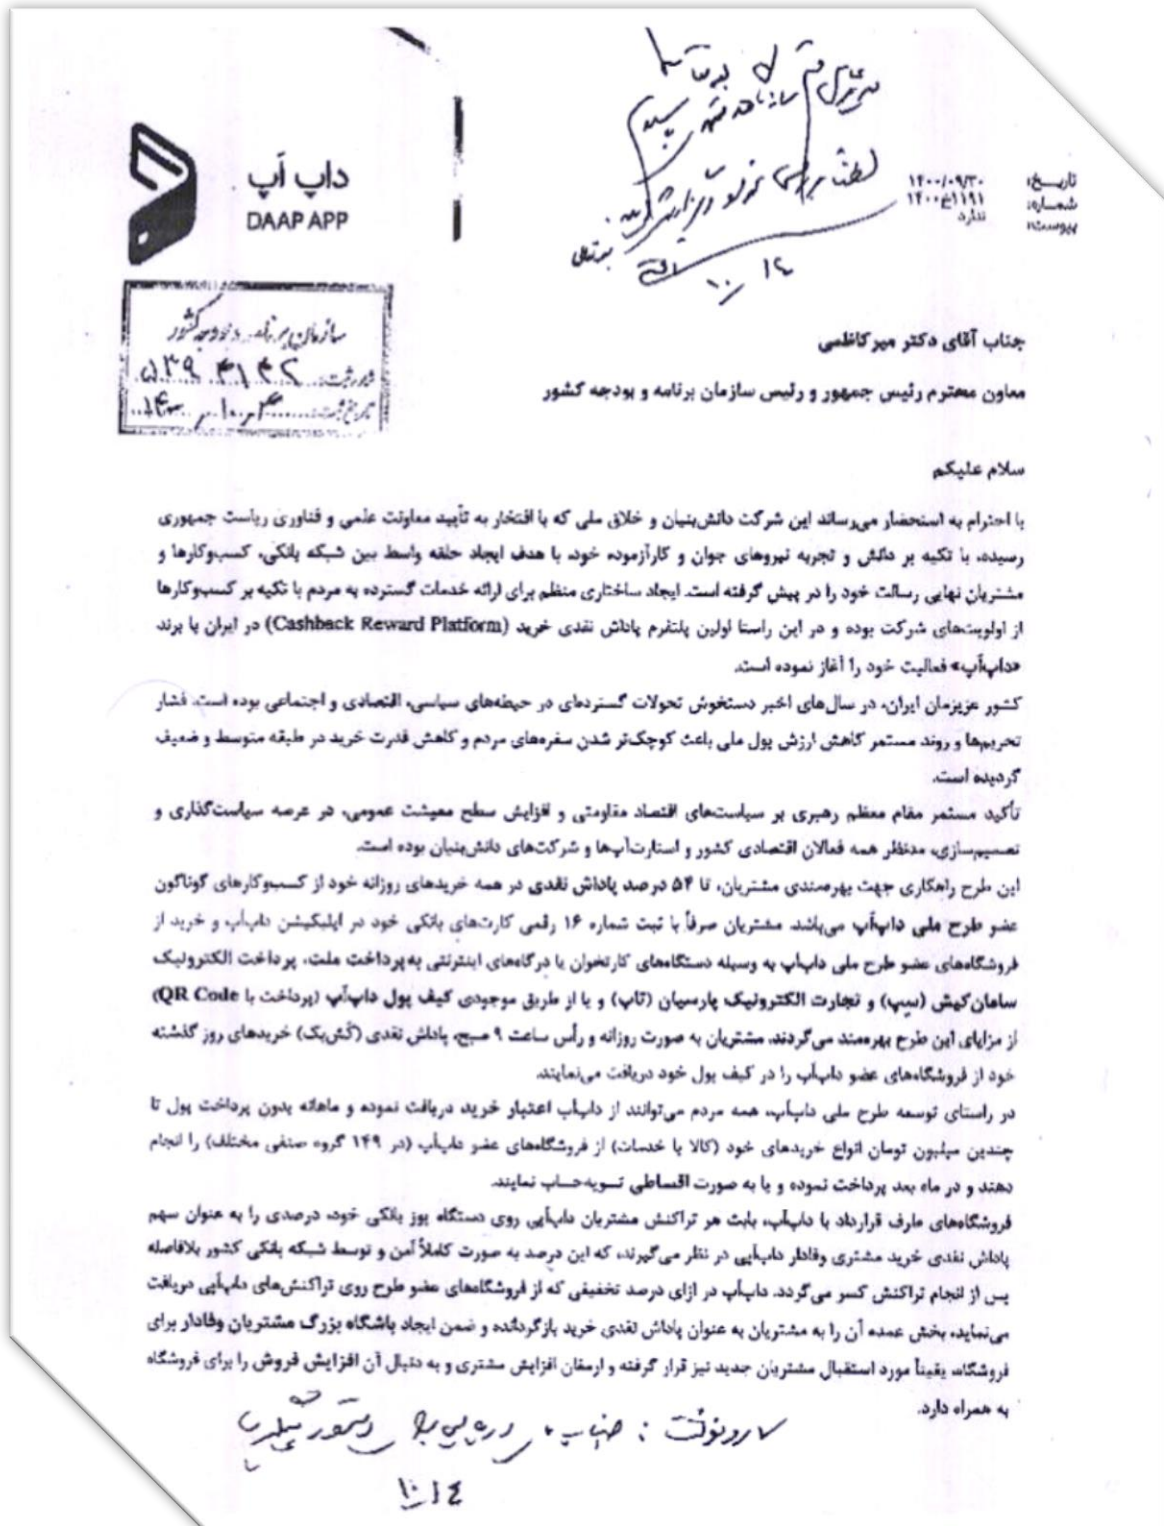 داپ اَپ
DAAP APP
تاریخ: ۱۴۰۰/۰۹/۳۰
شماره: ۱۴۰۰غ۱۱۹۱
پیوست: ندارد
سازمان برنامه و بودجه کشور
شماره ثبت:
تاریخ ثبت:
جناب آقای دکتر میرکاظمی
معاون محترم رئیس جمهور و رئیس سازمان برنامه و بودجه کشور
سلام علیکم
با احترام به استحضار می‌رساند این شرکت دانش‌بنیان و خلاق ملی که با افتخار به تأیید معاونت علمی و فناوری ریاست جمهوری
رسیده، با تکیه بر دانش و تجربه نیروهای جوان و کارآزموده خود، با هدف ایجاد حلقه واسط بین شبکه بانکی، کسب‌وکارها و
مشتریان نهایی رسالت خود را در پیش گرفته است. ایجاد ساختاری منظم برای ارائه خدمات گسترده به مردم با تکیه بر کسب‌وکارها
از اولویت‌های شرکت بوده و در این راستا اولین پلتفرم پاداش نقدی خرید (Cashback Reward Platform) در ایران با برند
«داپ‌اَپ» فعالیت خود را آغاز نموده است.
کشور عزیزمان ایران، در سال‌های اخیر دستخوش تحولات گسترده‌ای در حیطه‌های سیاسی، اقتصادی و اجتماعی بوده است. فشار
تحریم‌ها و روند مستمر کاهش ارزش پول ملی باعث کوچک‌تر شدن سفره‌های مردم و کاهش قدرت خرید در طبقه متوسط و ضعیف
گردیده است.
تأکید مستمر مقام معظم رهبری بر سیاست‌های اقتصاد مقاومتی و افزایش سطح معیشت عمومی، در عرصه سیاست‌گذاری و
تصمیم‌سازی، مدنظر همه فعالان اقتصادی کشور و استارت‌آپ‌ها و شرکت‌های دانش‌بنیان بوده است.
این طرح راهکاری جهت بهره‌مندی مشتریان، تا ۵۴ درصد پاداش نقدی در همه خریدهای روزانه خود از کسب‌وکارهای گوناگون
عضو طرح ملی داپ‌اَپ می‌باشد. مشتریان صرفاً با ثبت شماره ۱۶ رقمی کارت‌های بانکی خود در اپلیکیشن داپ‌اَپ و خرید از
فروشگاه‌های عضو طرح ملی داپ‌اَپ به وسیله دستگاه‌های کارتخوان یا درگاه‌های اینترنتی به‌پرداخت ملت، پرداخت الکترونیک
سامان‌کیش (سپ) و تجارت الکترونیک پارسیان (تاپ) و یا از طریق موجودی کیف پول داپ‌اَپ (پرداخت با QR Code)
از مزایای این طرح بهره‌مند می‌گردند. مشتریان به صورت روزانه و رأس ساعت ۹ صبح، پاداش نقدی (کَش‌بک) خریدهای روز گذشته
خود از فروشگاه‌های عضو داپ‌اَپ را در کیف پول خود دریافت می‌نمایند.
در راستای توسعه طرح ملی داپ‌اَپ، همه مردم می‌توانند از داپ‌اَپ اعتبار خرید دریافت نموده و ماهانه بدون پرداخت پول تا
چندین میلیون تومان انواع خریدهای خود (کالا یا خدمات) از فروشگاه‌های عضو داپ‌اَپ (در ۱۴۹ گروه صنفی مختلف) را انجام
دهند و در ماه بعد پرداخت نموده و یا به صورت اقساطی تسویه‌حساب نمایند.
فروشگاه‌های طرف قرارداد با داپ‌اَپ، بابت هر تراکنش مشتریان داپ‌اَپی روی دستگاه پوز بانکی خود، درصدی را به عنوان سهم
پاداش نقدی خرید مشتری وفادار داپ‌اَپی در نظر می‌گیرند، که این درصد به صورت کاملاً آمن و توسط شبکه بانکی کشور بلافاصله
پس از انجام تراکنش کسر می‌گردد. داپ‌اَپ در ازای درصد تخفیفی که از فروشگاه‌های عضو طرح روی تراکنش‌های داپ‌اَپی دریافت
می‌نماید، بخش عمده آن را به مشتریان به عنوان پاداش نقدی خرید بازگردانده و ضمن ایجاد باشگاه بزرگ مشتریان وفادار برای
فروشگاه، یقیناً مورد استقبال مشتریان جدید نیز قرار گرفته و ارمغان افزایش مشتری و به دنبال آن افزایش فروش را برای فروشگاه
به همراه دارد.